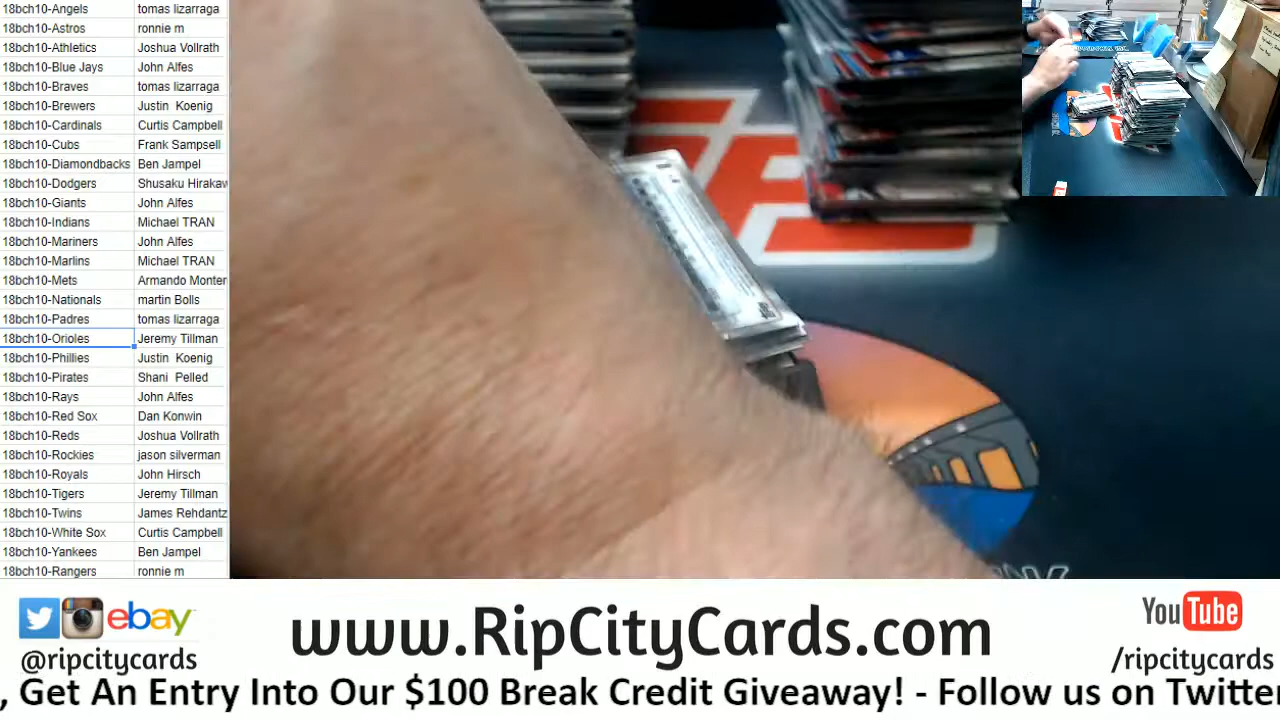 18bch10-Angels tomas lizarraga
18bch10-Astros ronnie m
18bch10-Athletics Joshua Vollrath
18bch10-Blue Jays John Alfes
18bch10-Braves tomas lizarraga
18bch10-Brewers Justin Koenig
18bch10-Cardinals Curtis Campbell
18bch10-Cubs Frank Sampsell
18bch10-Diamondbacks Ben Jampel
18bch10-Dodgers Shusaku Hirakaw
18bch10-Giants John Alfes
18bch10-Indians Michael TRAN
18bch10-Mariners John Alfes
18bch10-Marlins Michael TRAN
18bch10-Mets Armando Monter
18bch10-Nationals martin Bolls
18bch10-Padres tomas lizarraga
18bch10-Orioles Jeremy Tillman
18bch10-Phillies Justin Koenig
18bch10-Pirates Shani Pelled
18bch10-Rays John Alfes
18bch10-Red Sox Dan Konwin
18bch10-Reds Joshua Vollrath
18bch10-Rockies jason silverman
18bch10-Royals John Hirsch
18bch10-Tigers Jeremy Tillman
18bch10-Twins James Rehdantz
18bch10-White Sox Curtis Campbell
18bch10-Yankees Ben Jampel
18bch10-Rangers ronnie m
ebay
@ripcitycards
www.RipCityCards.com
YouTube
/ripcitycards
, Get An Entry Into Our $100 Break Credit Giveaway! - Follow us on Twitter